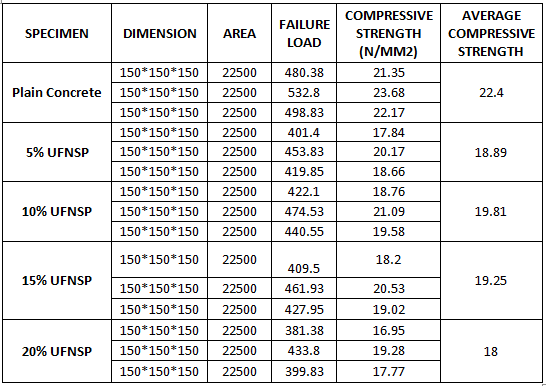 SPECIMEN DIMENSION AREA FAILURE LOAD COMPRESSIVE STRENGTH (N/MM2) AVERAGE COMPRESSIVE STRENGTH
Plain Concrete 150*150*150 22500 480.38 21.35 22.4
150*150*150 22500 532.8 23.68
150*150*150 22500 498.83 22.17
5% UFNSP 150*150*150 22500 401.4 17.84 18.89
150*150*150 22500 453.83 20.17
150*150*150 22500 419.85 18.66
10% UFNSP 150*150*150 22500 422.1 18.76 19.81
150*150*150 22500 474.53 21.09
150*150*150 22500 440.55 19.58
15% UFNSP 150*150*150 22500 409.5 18.2 19.25
150*150*150 22500 461.93 20.53
150*150*150 22500 427.95 19.02
20% UFNSP 150*150*150 22500 381.38 16.95 18
150*150*150 22500 433.8 19.28
150*150*150 22500 399.83 17.77